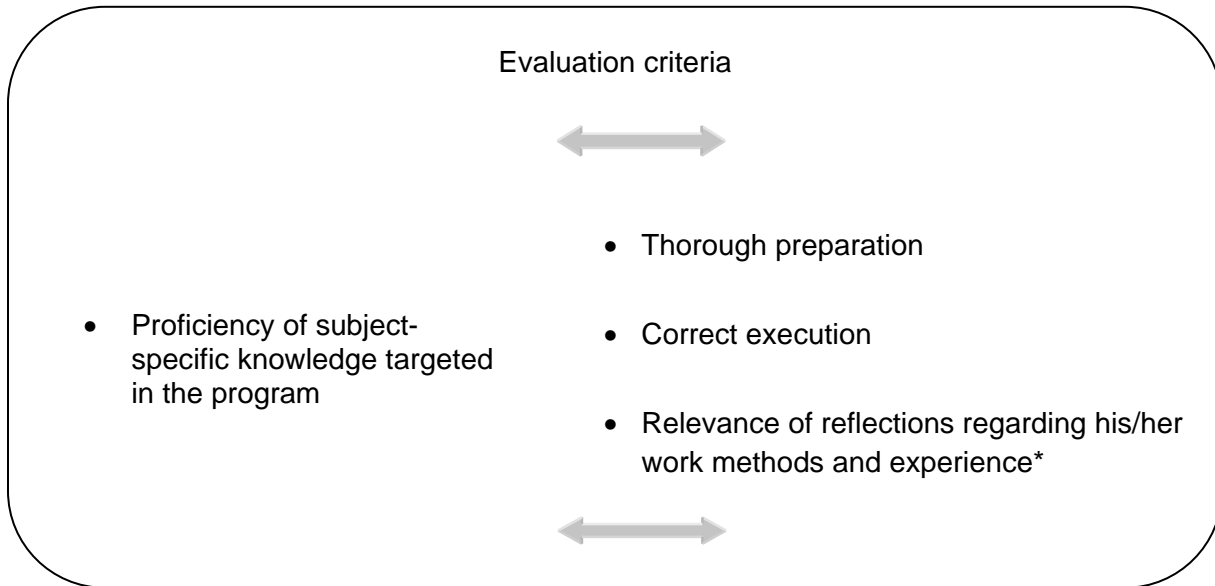 Evaluation criteria
• Proficiency of subject-
specific knowledge targeted
in the program
• Thorough preparation
• Correct execution
• Relevance of reflections regarding his/her
work methods and experience*